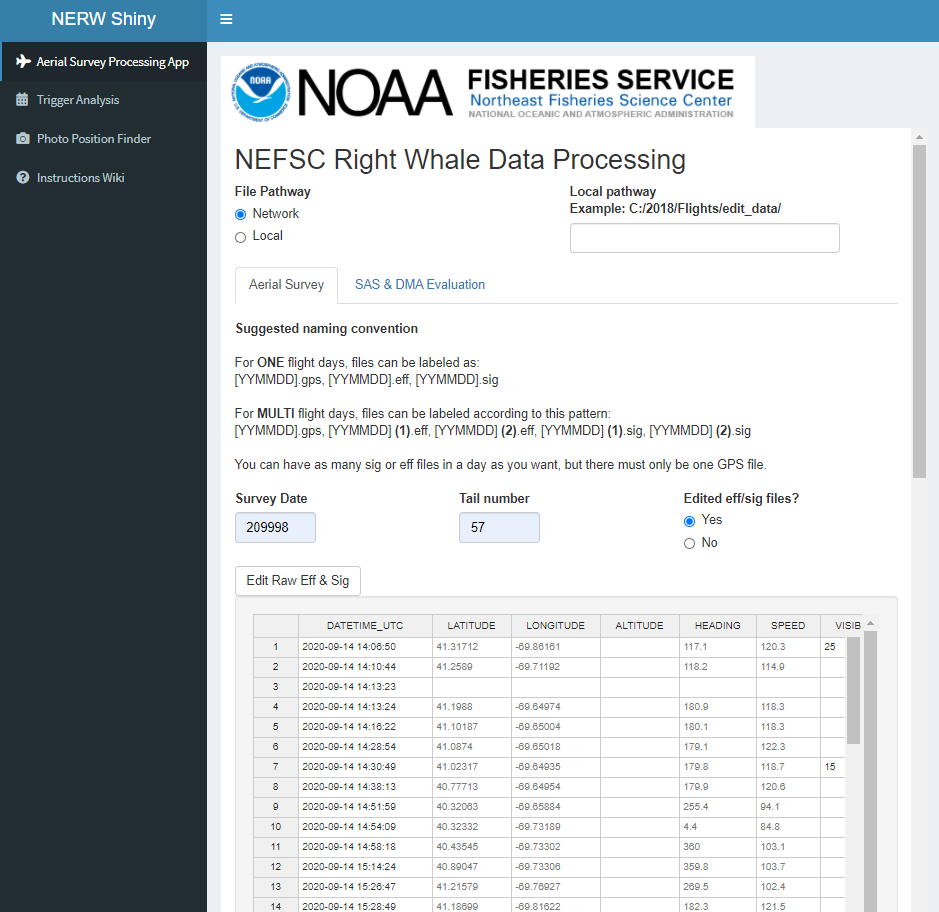 NERW Shiny
Aerial Survey Processing App
Trigger Analysis
Photo Position Finder
Instructions Wiki
NOAA
NOAA FISHERIES SERVICE
Northeast Fisheries Science Center
NATIONAL OCEANIC AND ATMOSPHERIC ADMINISTRATION
NEFSC Right Whale Data Processing
File Pathway
Network
Local
Local pathway
Example: C:/2018/Flights/edit_data/
Aerial Survey SAS & DMA Evaluation
Suggested naming convention
For ONE flight days, files can be labeled as:
[YYMMDD].gps, [YYMMDD].eff, [YYMMDD].sig
For MULTI flight days, files can be labeled according to this pattern:
[YYMMDD].gps, [YYMMDD] (1).eff, [YYMMDD] (2).eff, [YYMMDD] (1).sig, [YYMMDD] (2).sig
You can have as many sig or eff files in a day as you want, but there must only be one GPS file.
Survey Date
209998
Tail number
57
Edited eff/sig files?
Yes
No
Edit Raw Eff & Sig
DATETIME_UTC LATITUDE LONGITUDE ALTITUDE HEADING SPEED VISIB
1 2020-09-14 14:06:50 41.31712 -69.86161 117.1 120.3 25
2 2020-09-14 14:10:44 41.2589 -69.71192 118.2 114.9
3 2020-09-14 14:13:23
4 2020-09-14 14:13:24 41.1988 -69.64974 180.9 118.3
5 2020-09-14 14:16:22 41.10187 -69.65004 180.1 118.3
6 2020-09-14 14:28:54 41.0874 -69.65018 179.1 122.3
7 2020-09-14 14:30:49 41.02317 -69.64935 179.8 118.7 15
8 2020-09-14 14:38:13 40.77713 -69.64954 179.9 120.6
9 2020-09-14 14:51:59 40.32063 -69.65884 255.4 94.1
10 2020-09-14 14:54:09 40.32332 -69.73189 4.4 84.8
11 2020-09-14 14:58:18 40.43545 -69.73302 360 103.1
12 2020-09-14 15:14:24 40.89047 -69.73306 359.8 103.7
13 2020-09-14 15:26:47 41.21579 -69.76927 269.5 102.4
14 2020-09-14 15:28:49 41.18699 -69.81622 182.3 121.5